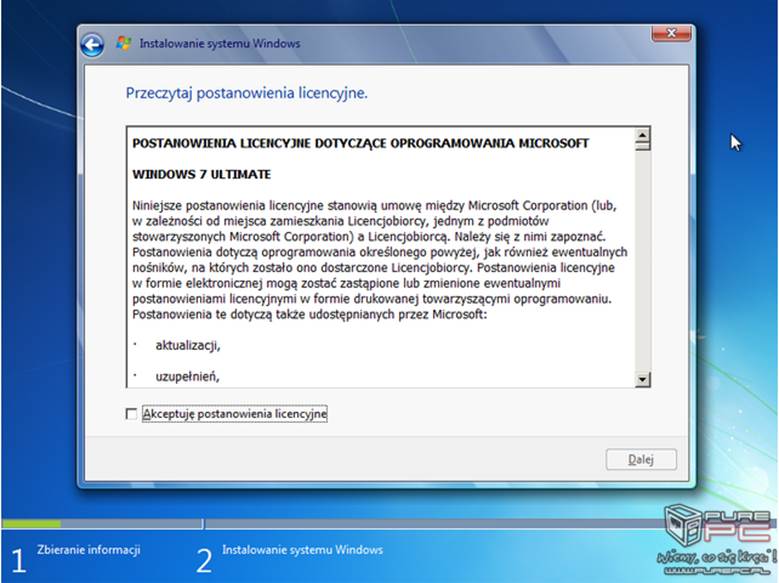 Instalowanie systemu Windows
Przeczytaj postanowienia licencyjne.
POSTANOWIENIA LICENCYJNE DOTYCZĄCE OPROGRAMOWANIA MICROSOFT
WINDOWS 7 ULTIMATE
Niniejsze postanowienia licencyjne stanowią umowę między Microsoft Corporation (lub,
w zależności od miejsca zamieszkania Licencjobiorcy, jednym z podmiotów
stowarzyszonych Microsoft Corporation) a Licencjobiorcą. Należy się z nimi zapoznać.
Postanowienia dotyczą oprogramowania określonego powyżej, jak również ewentualnych
nośników, na których zostało ono dostarczone Licencjobiorcy. Postanowienia licencyjne
w formie elektronicznej mogą zostać zastąpione lub zmienione ewentualnymi
postanowieniami licencyjnymi w formie drukowanej towarzyszącymi oprogramowaniu.
Postanowienia te dotyczą także udostępnianych przez Microsoft:
· aktualizacji,
· uzupełnień,
Akceptuję postanowienia licencyjne
Dalej
PURE
PC
Wiemy, co się kręci!
WWW.PUREPC.PL
1 Zbieranie informacji
2 Instalowanie systemu Windows